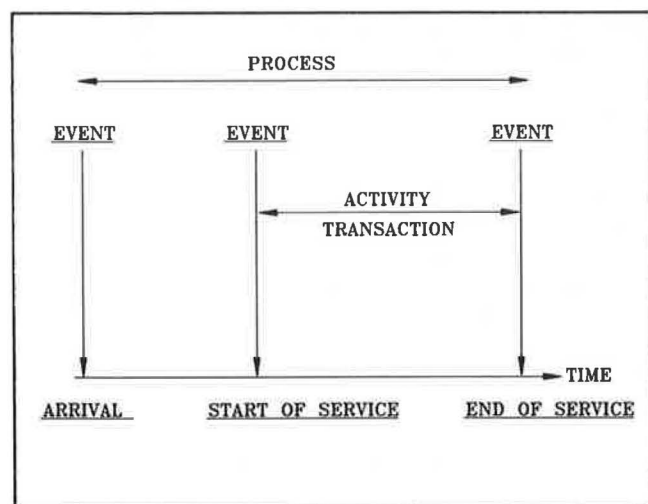 PROCESS
EVENT EVENT EVENT
ACTIVITY
TRANSACTION
TIME
ARRIVAL START OF SERVICE END OF SERVICE